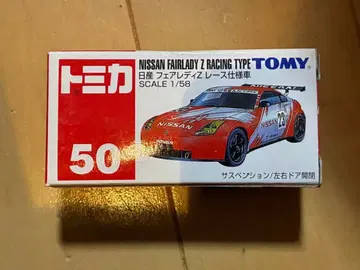 NISSAN FAIRLADY Z RACING TYPE
TOMY
日産 フェアレディZ レース仕様車
SCALE 1/58
トミカ
50
NISSAN
23
サスペンション/左右ドア開閉